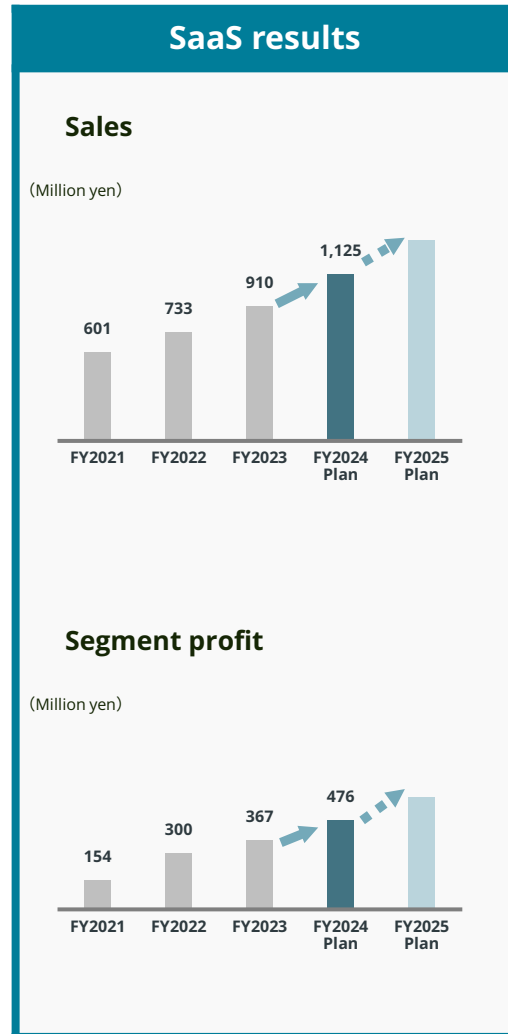 SaaS results
Sales
（Million yen）
1,125
910
733
601
FY2021 FY2022 FY2023 FY2024 FY2025
Plan Plan
Segment profit
（Million yen）
476
367
300
154
FY2021 FY2022 FY2023 FY2024 FY2025
Plan Plan